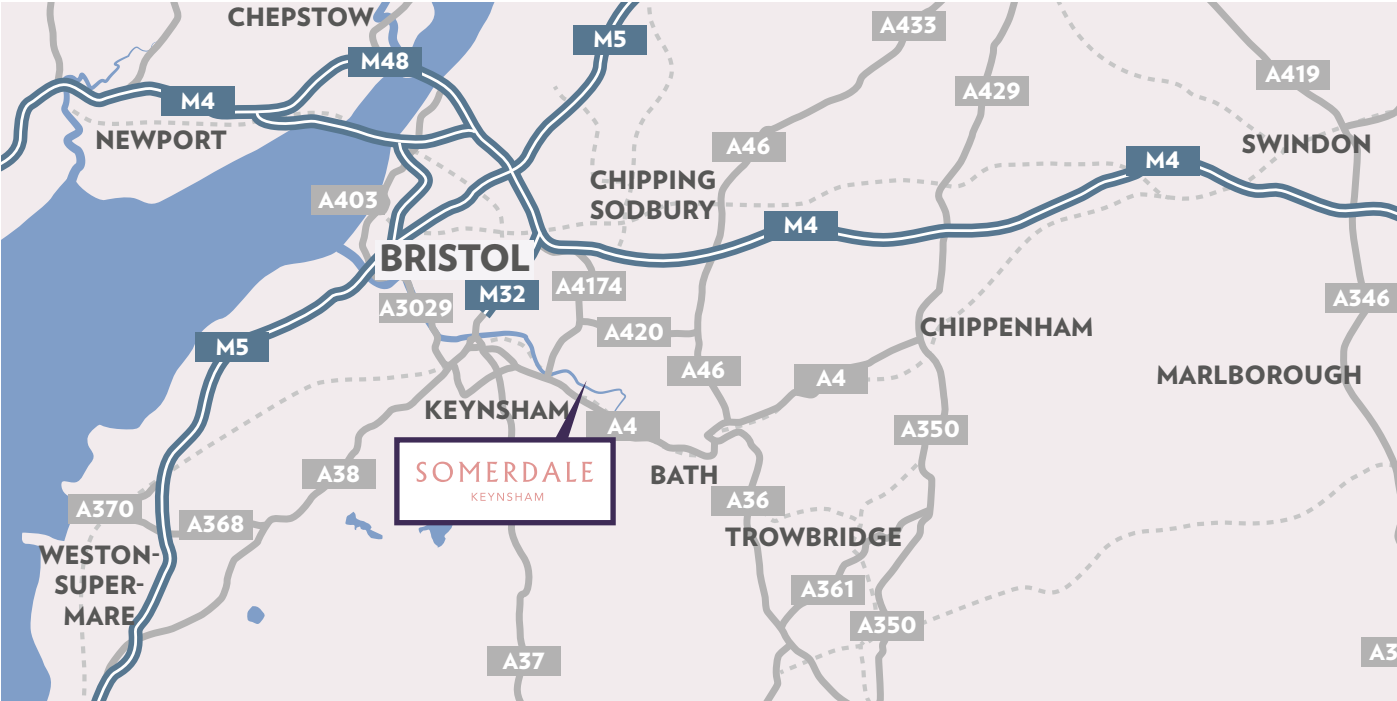 CHEPSTOW
A433
M5
M48
A419
A429
M4
NEWPORT
A46
SWINDON
M4
CHIPPING
SODBURY
A403
M4
BRISTOL
A4174
M32
A3029
A346
A420
CHIPPENHAM
M5
A46
A4
MARLBOROUGH
KEYNSHAM
A4
A350
SOMERDALE
KEYNSHAM
A38
BATH
A36
A370
A368
TROWBRIDGE
WESTON-
SUPER-
MARE
A361
A350
A37
A3